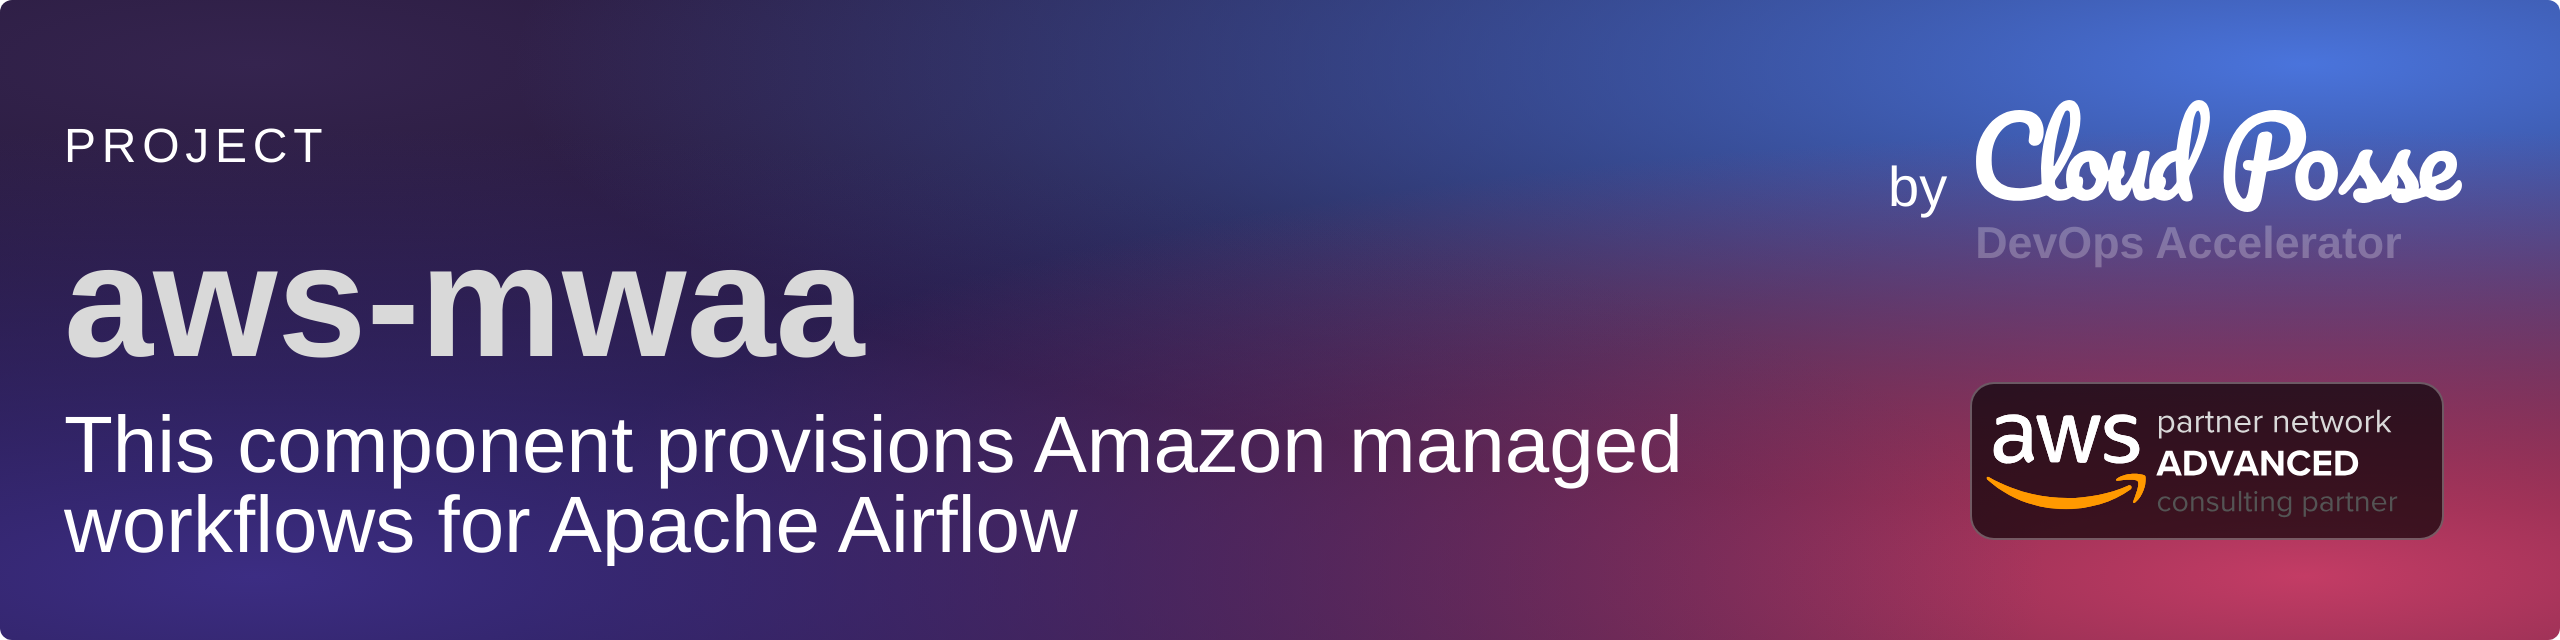 PROJECT
aws-mwaa
This component provisions Amazon managed
workflows for Apache Airflow
by Cloud Posse
DevOps Accelerator
aws partner network
ADVANCED
consulting partner